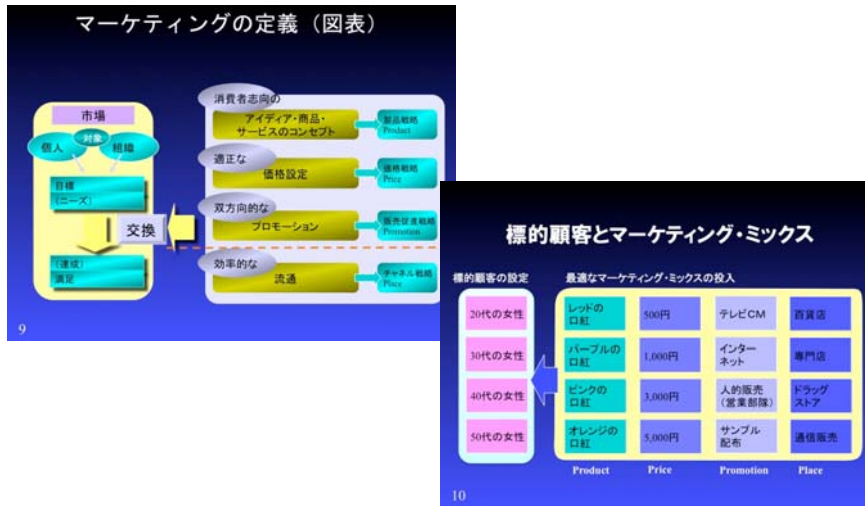 マーケティングの定義（図表）
市場
個人
対象
組織
目標
(ニーズ)
交換
(達成)
満足
消費者志向の
アイディア・商品・
サービスのコンセプト
製品戦略
Product
適正な
価格設定
価格戦略
Price
双方向的な
プロモーション
販売促進戦略
Promotion
効率的な
流通
チャネル戦略
Place
9
標的顧客とマーケティング・ミックス
標的顧客の設定
最適なマーケティング・ミックスの投入
20代の女性
レッドの
口紅
500円
テレビCM
百貨店
30代の女性
パープルの
口紅
1,000円
インター
ネット
専門店
40代の女性
ピンクの
口紅
3,000円
人的販売
(営業部隊)
ドラッグ
ストア
50代の女性
オレンジの
口紅
5,000円
サンプル
配布
通信販売
Product
Price
Promotion
Place
10